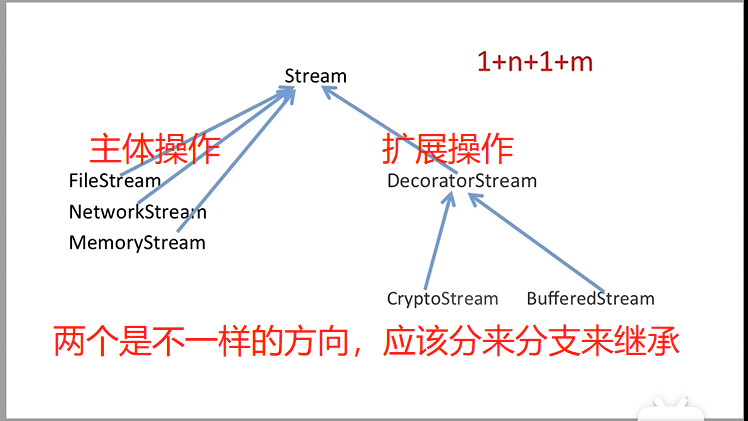 Stream
1+n+1+m
主体操作
扩展操作
FileStream
DecoratorStream
NetworkStream
MemoryStream
CryptoStream
BufferedStream
两个是不一样的方向，应该分来分支来继承